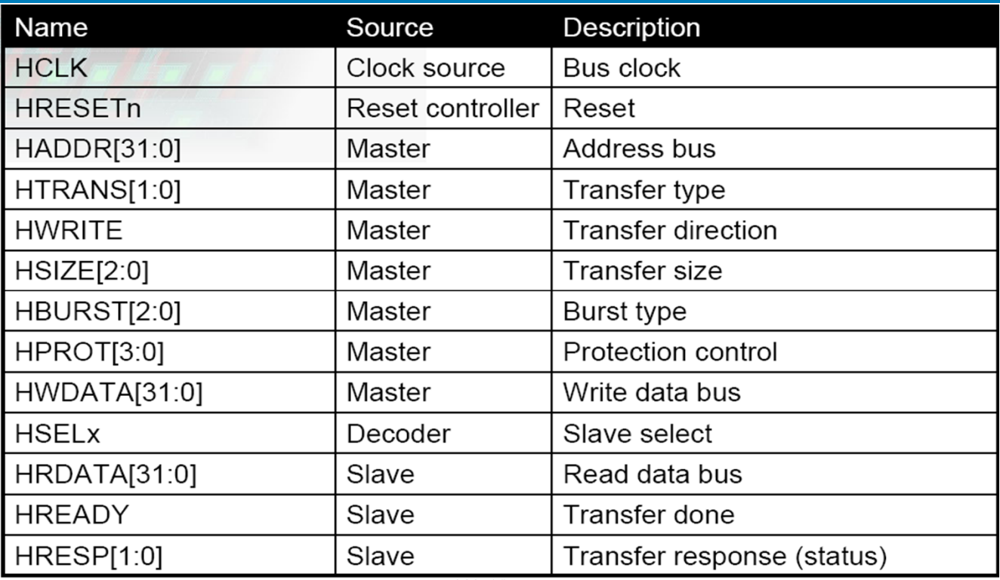 Name Source Description
HCLK Clock source Bus clock
HRESETn Reset controller Reset
HADDR[31:0] Master Address bus
HTRANS[1:0] Master Transfer type
HWRITE Master Transfer direction
HSIZE[2:0] Master Transfer size
HBURST[2:0] Master Burst type
HPROT[3:0] Master Protection control
HWDATA[31:0] Master Write data bus
HSELx Decoder Slave select
HRDATA[31:0] Slave Read data bus
HREADY Slave Transfer done
HRESP[1:0] Slave Transfer response (status)